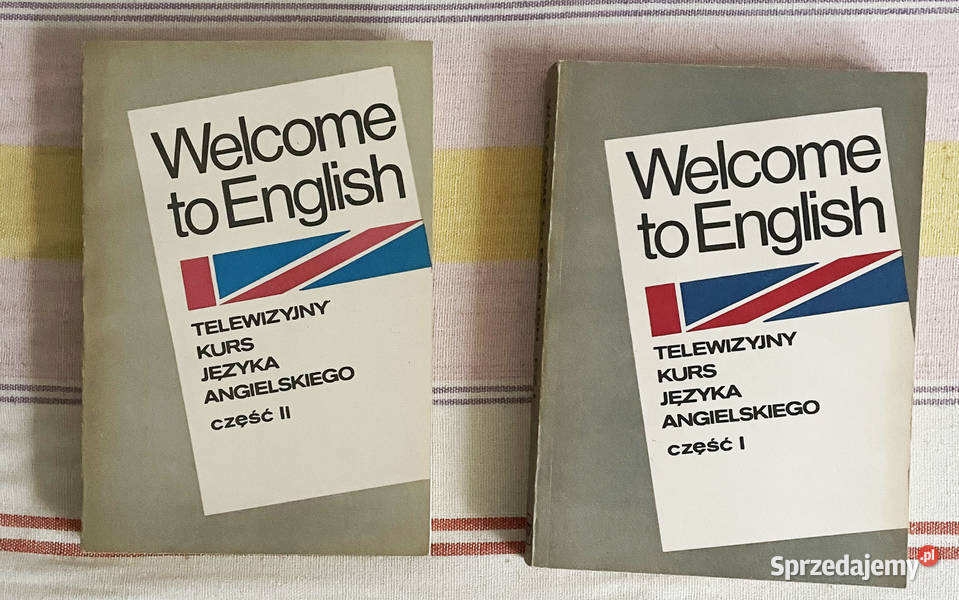 Welcome
to English
TELEWIZYJNY
KURS
JĘZYKA
ANGIELSKIEGO
część II
Welcome
to English
TELEWIZYJNY
KURS
JĘZYKA
ANGIELSKIEGO
część I
Sprzedajemy.pl